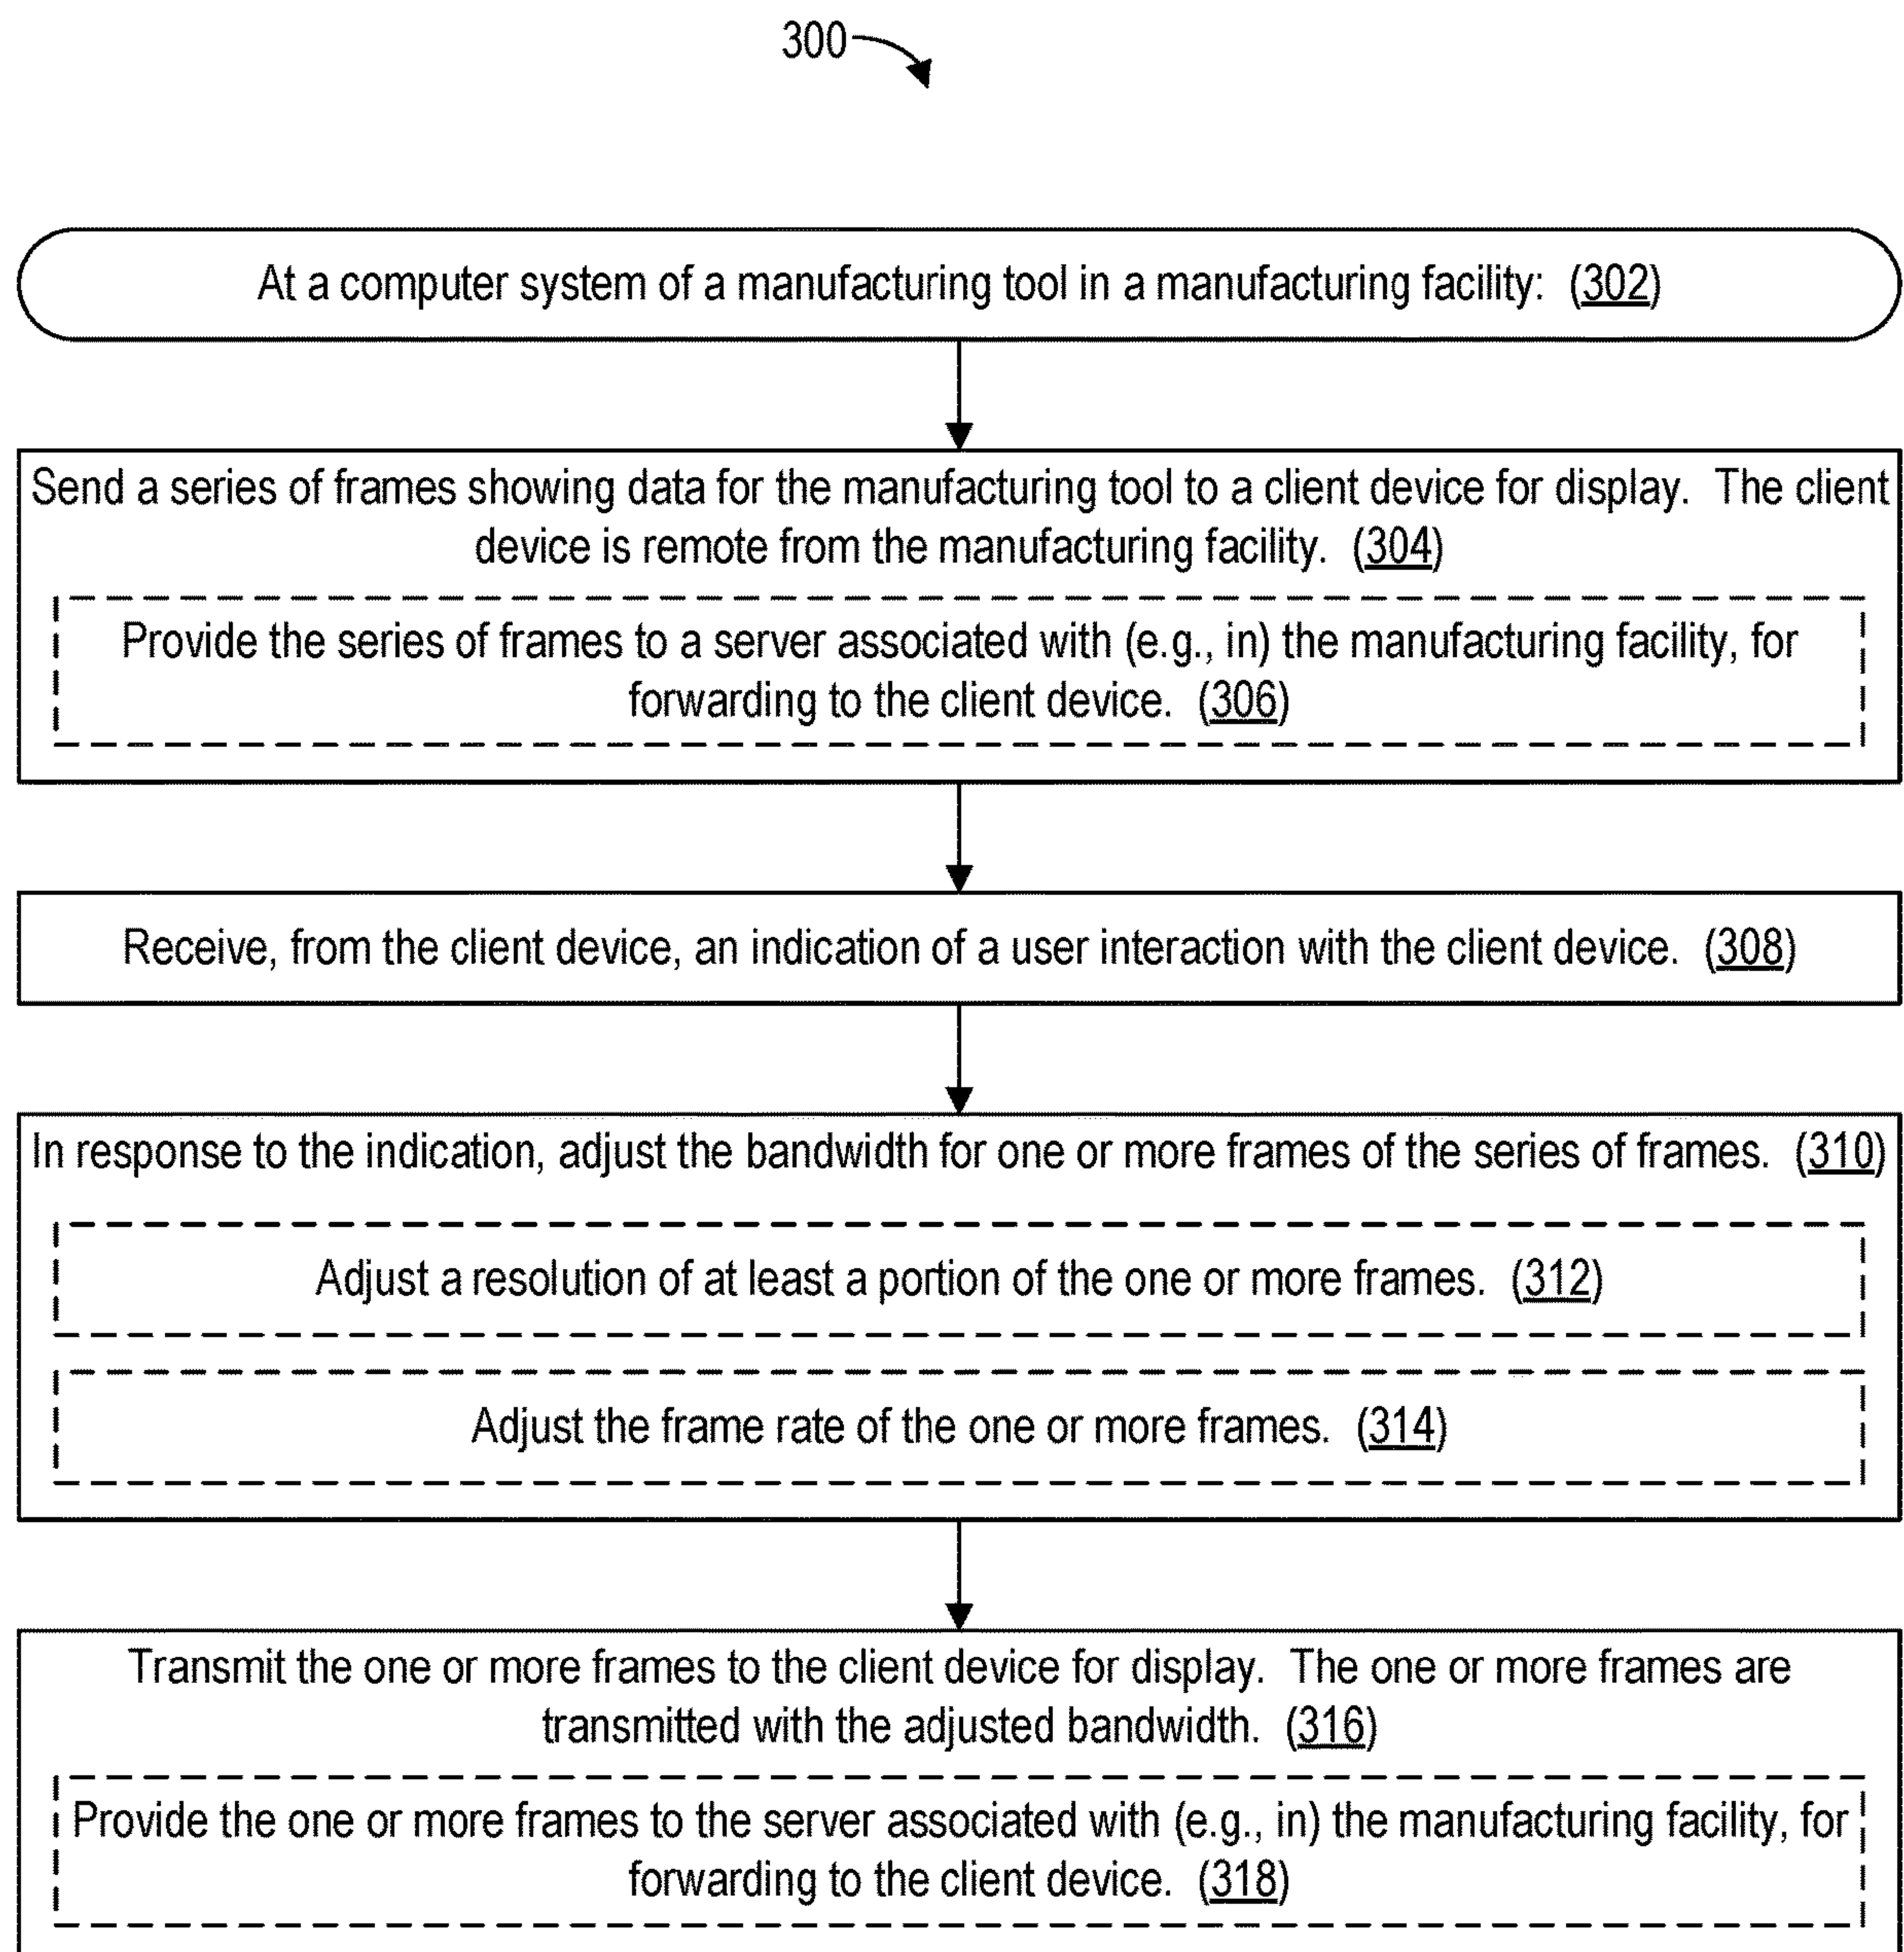 300
At a computer system of a manufacturing tool in a manufacturing facility: (302)
Send a series of frames showing data for the manufacturing tool to a client device for display. The client
device is remote from the manufacturing facility. (304)
Provide the series of frames to a server associated with (e.g., in) the manufacturing facility, for
forwarding to the client device. (306)
Receive, from the client device, an indication of a user interaction with the client device. (308)
In response to the indication, adjust the bandwidth for one or more frames of the series of frames. (310)
Adjust a resolution of at least a portion of the one or more frames. (312)
Adjust the frame rate of the one or more frames. (314)
Transmit the one or more frames to the client device for display. The one or more frames are
transmitted with the adjusted bandwidth. (316)
Provide the one or more frames to the server associated with (e.g., in) the manufacturing facility, for
forwarding to the client device. (318)